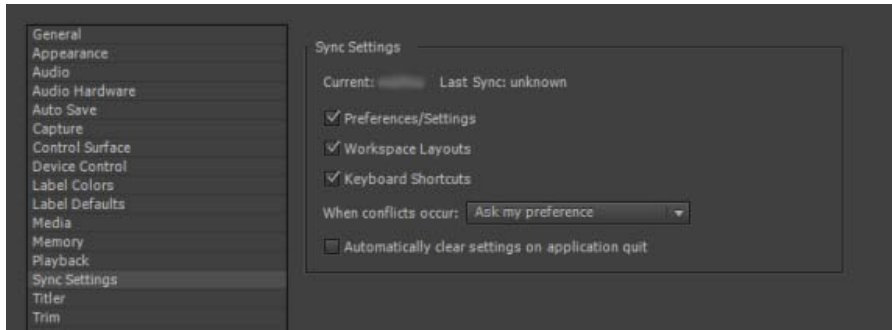 General
Appearance
Audio
Audio Hardware
Auto Save
Capture
Control Surface
Device Control
Label Colors
Label Defaults
Media
Memory
Playback
Sync Settings
Titler
Trim
Sync Settings
Current: Last Sync: unknown
Preferences/Settings
Workspace Layouts
Keyboard Shortcuts
When conflicts occur: Ask my preference
Automatically clear settings on application quit